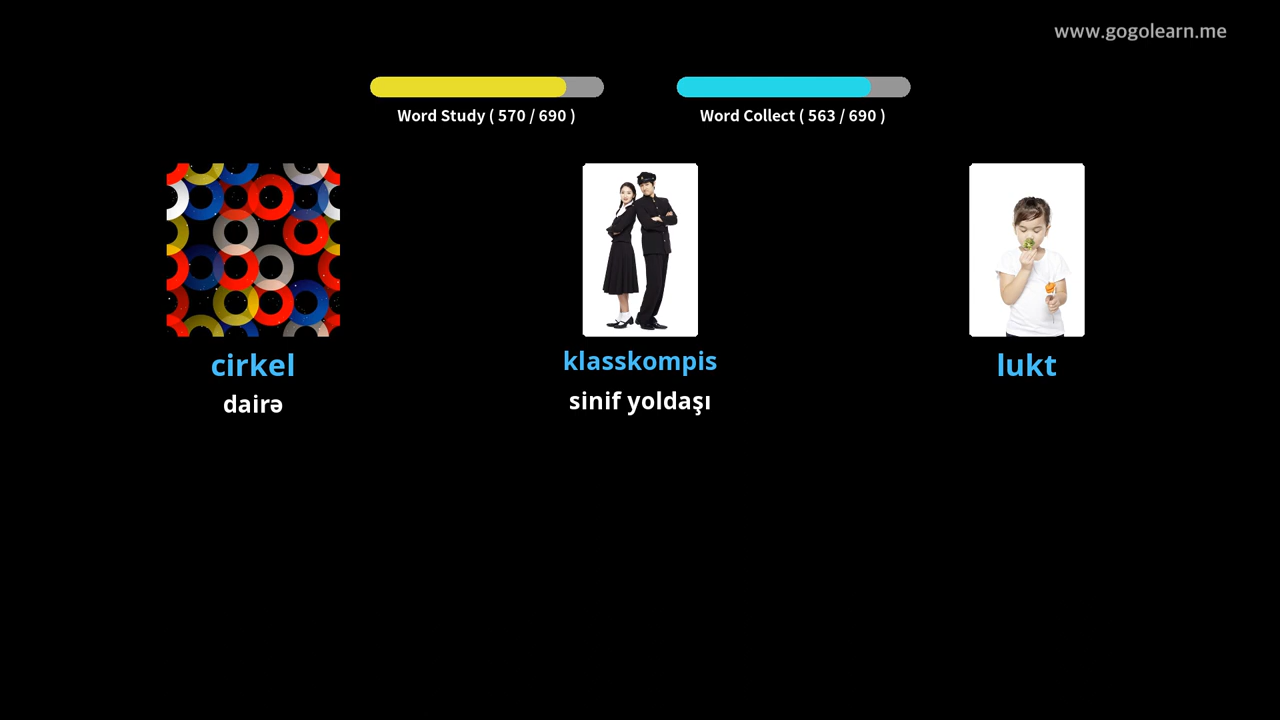 www.gogolearn.me
Word Study ( 570 / 690 )
Word Collect ( 563 / 690 )
cirkel
dairə
klasskompis
sinif yoldaşı
lukt